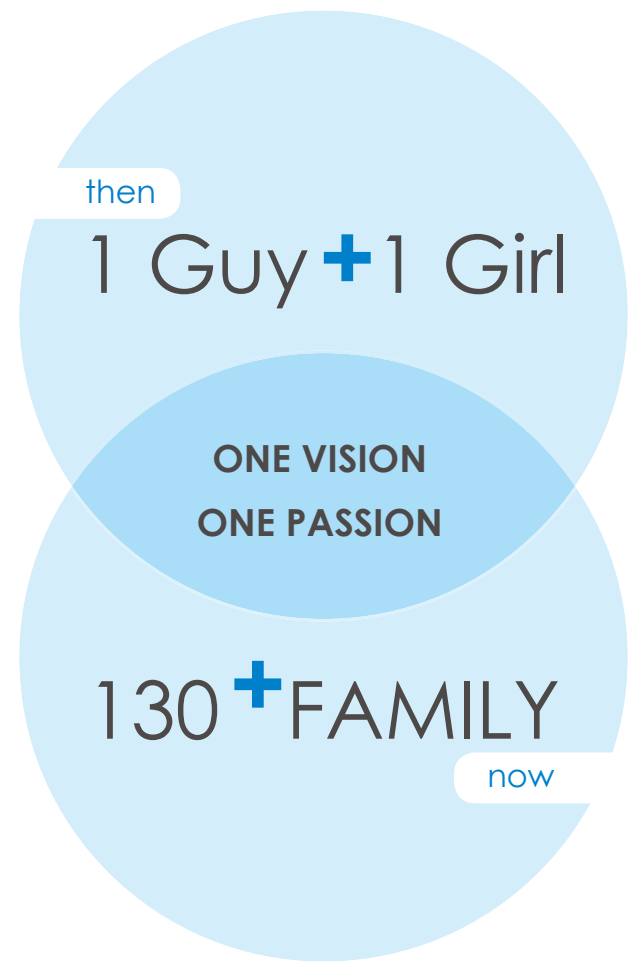 then
1 Guy +1 Girl
ONE VISION
ONE PASSION
130 +FAMILY
now